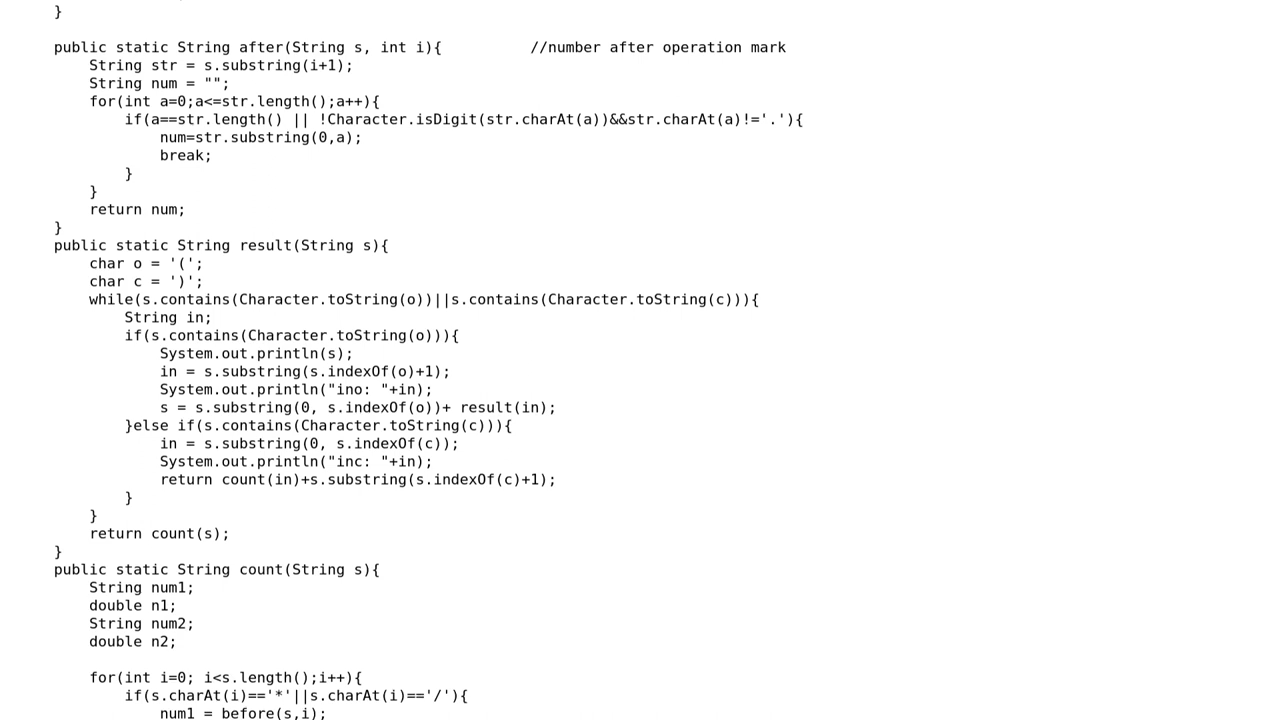 }
public static String after(String s, int i){          //number after operation mark
    String str = s.substring(i+1);
    String num = "";
    for(int a=0;a<=str.length();a++){
        if(a==str.length() || !Character.isDigit(str.charAt(a))&&str.charAt(a)!='.'){
            num=str.substring(0,a);
            break;
        }
    }
    return num;
}
public static String result(String s){
    char o = '(';
    char c = ')';
    while(s.contains(Character.toString(o))||s.contains(Character.toString(c))){
        String in;
        if(s.contains(Character.toString(o))){
            System.out.println(s);
            in = s.substring(s.indexOf(o)+1);
            System.out.println("ino: "+in);
            s = s.substring(0, s.indexOf(o))+ result(in);
        }else if(s.contains(Character.toString(c))){
            in = s.substring(0, s.indexOf(c));
            System.out.println("inc: "+in);
            return count(in)+s.substring(s.indexOf(c)+1);
        }
    }
    return count(s);
}
public static String count(String s){
    String num1;
    double n1;
    String num2;
    double n2;
    for(int i=0; i<s.length();i++){
        if(s.charAt(i)=='*'||s.charAt(i)=='/'){
            num1 = before(s,i);